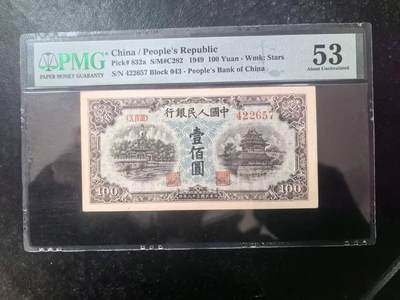 PMG
PAPER MONEY GUARANTY
China / People's Republic
Pick# 832a S/M#C282 1949 100 Yuan - Wmk: Stars
S/N 422657 Block 943 - People's Bank of China
53
About Uncirculated
行銀民人國中
422657
壹佰圓
100
100